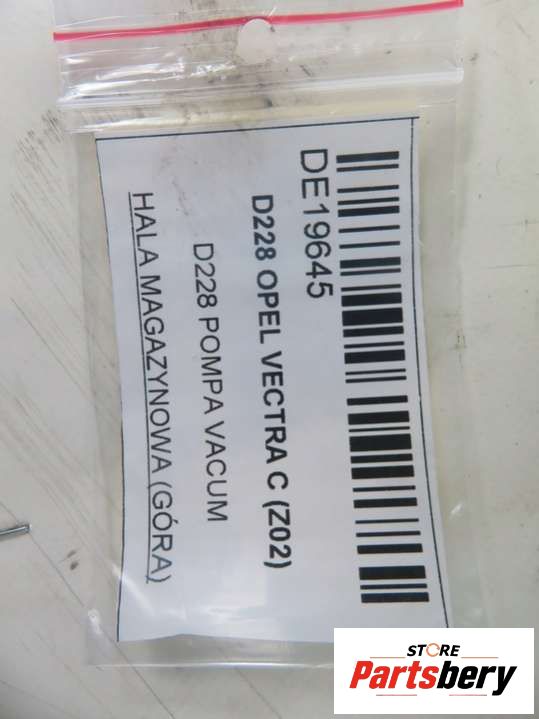 DE19645
D228 OPEL VECTRA C (Z02)
D228 POMPA VACUM
HALA MAGAZYNOWA (GÓRA)
STORE
Partsbery